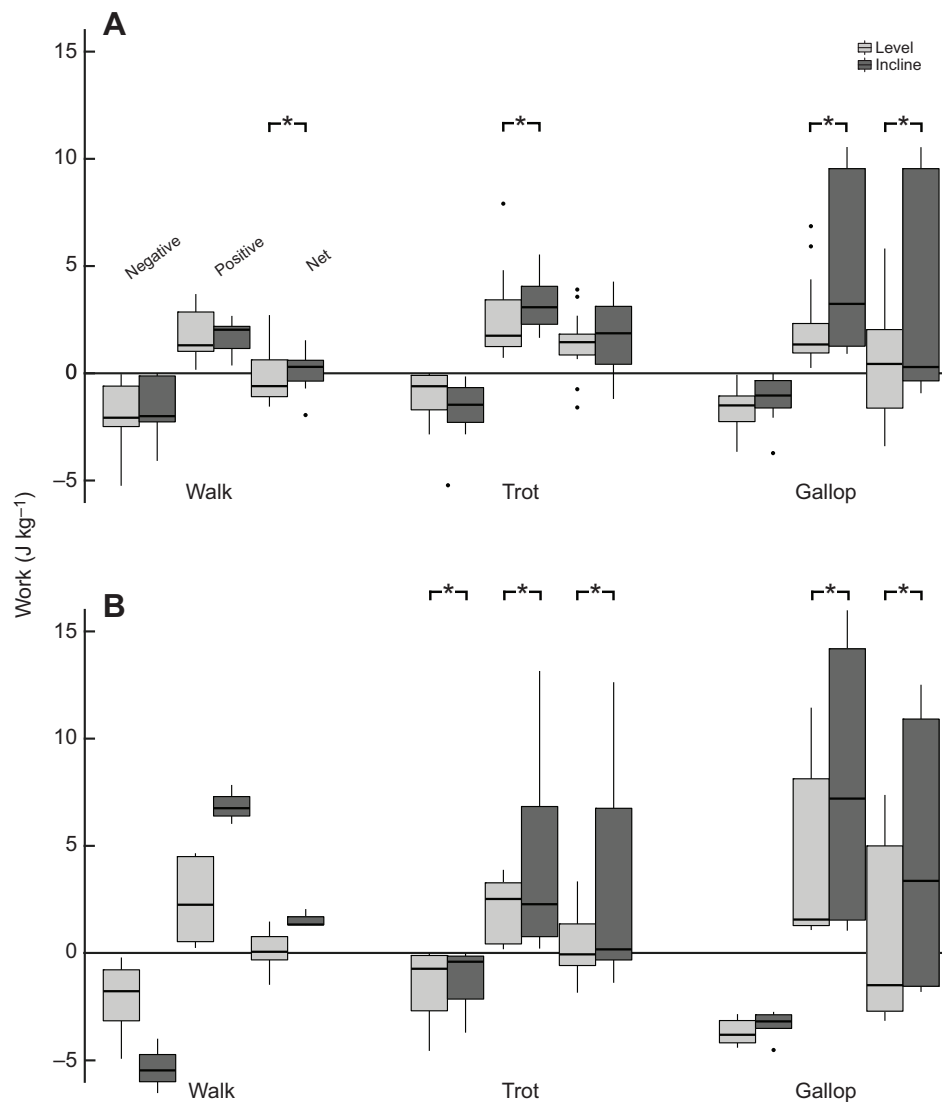 A
15
Level
Incline
*
*
*
*
10
Negative
Positive
Net
5
0
–5
Walk
Trot
Gallop
Work (J kg–1)
B
*
*
*
*
*
15
10
5
0
–5
Walk
Trot
Gallop